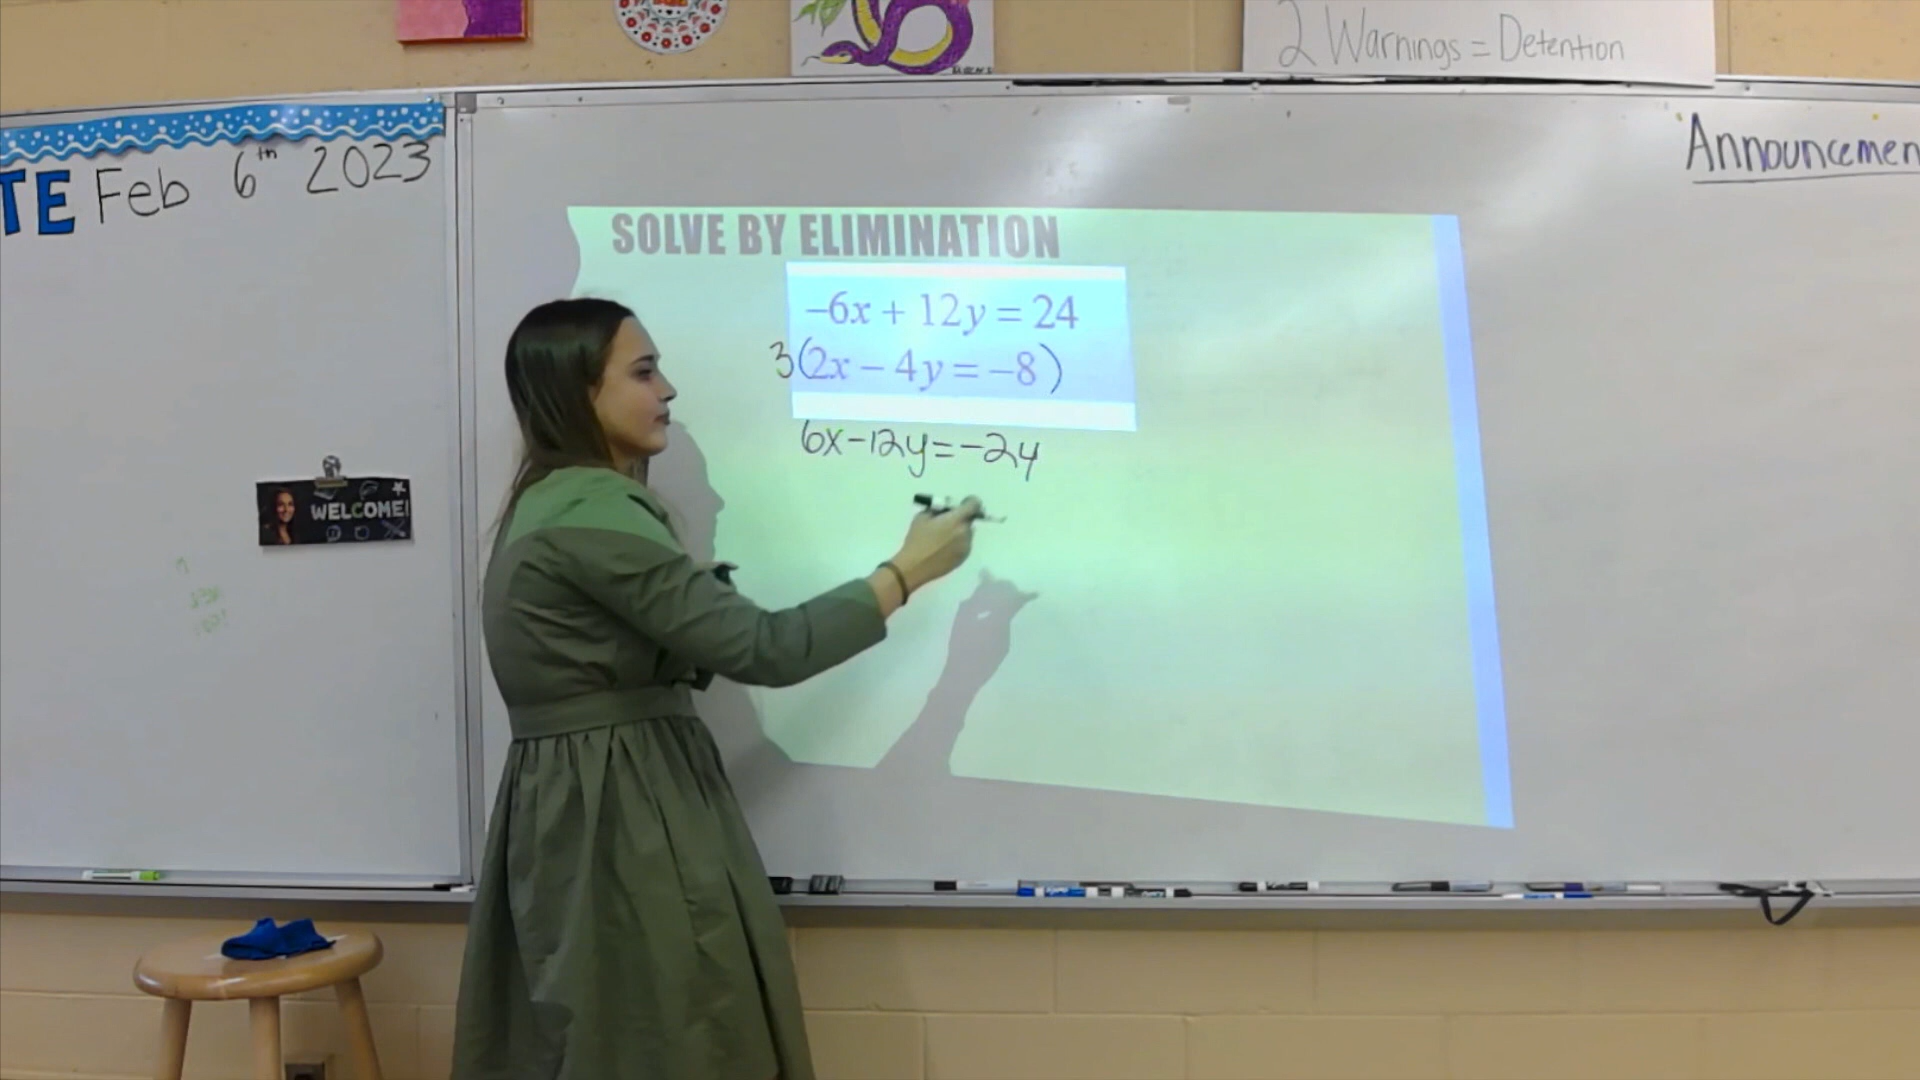 2 Warnings = Detention
TE Feb 6th 2023
Announcemen
SOLVE BY ELIMINATION
-6x + 12y = 24
3(2x - 4y = -8)
6x-12y=-24
WELCOME!